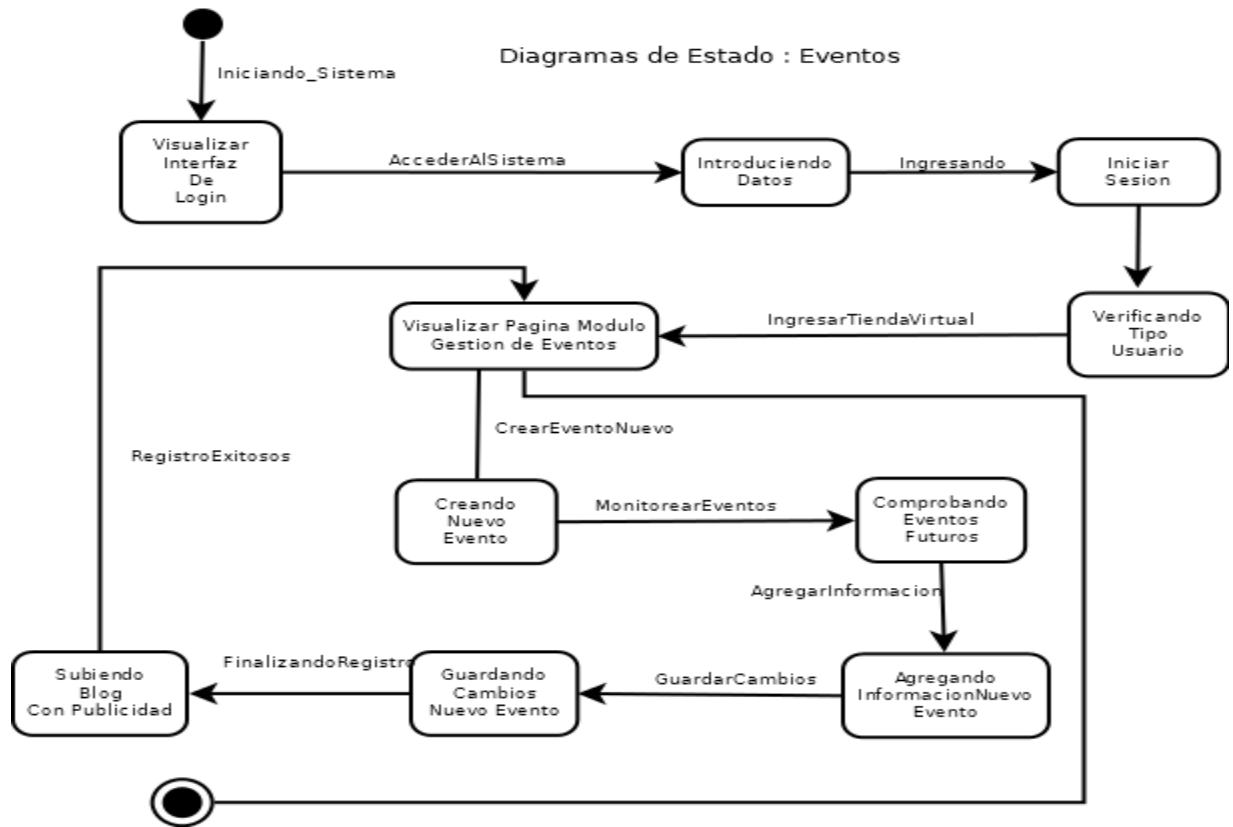 Diagramas de Estado : Eventos
Iniciando_Sistema
Visualizar
Interfaz
De
Login
AccederAlSistema
Introduciendo
Datos
Ingresando
Iniciar
Sesion
Verificando
Tipo
Usuario
IngresarTiendaVirtual
Visualizar Pagina Modulo
Gestion de Eventos
CrearEventoNuevo
RegistroExitosos
Creando
Nuevo
Evento
MonitorearEventos
Comprobando
Eventos
Futuros
AgregarInformacion
Agregando
InformacionNuevo
Evento
GuardarCambios
Guardando
Cambios
Nuevo Evento
FinalizandoRegistro
Subiendo
Blog
Con Publicidad